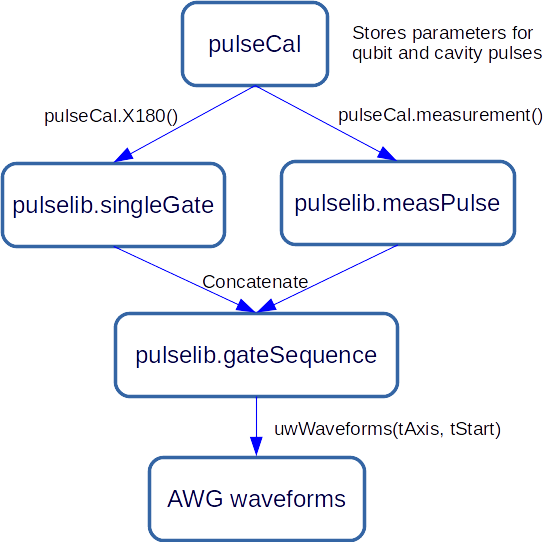 pulseCal
Stores parameters for
qubit and cavity pulses
pulseCal.X180()
pulseCal.measurement()
pulselib.singleGate
pulselib.measPulse
Concatenate
pulselib.gateSequence
uwWaveforms(tAxis, tStart)
AWG waveforms